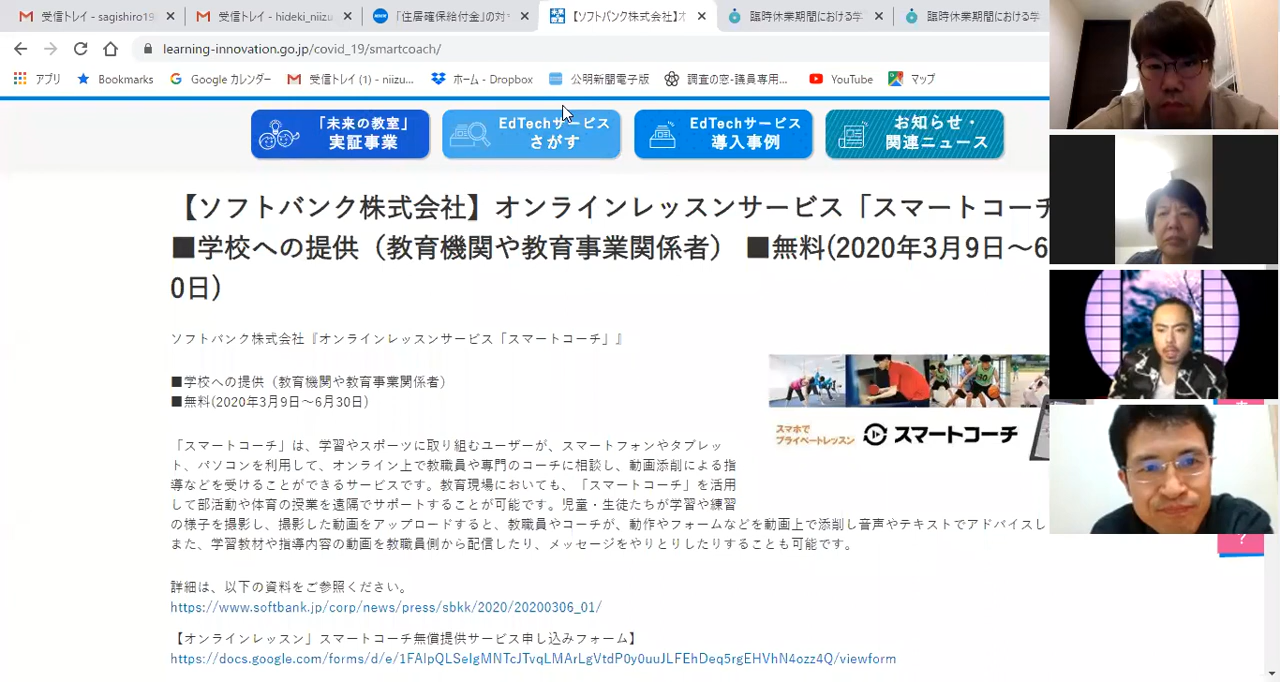 受信トレイ - sagishiro19
受信トレイ - hideki_niizu
「住居確保給付金」の対
【ソフトバンク株式会社】オ
臨時休業期間における学
臨時休業期間における学
learning-innovation.go.jp/covid_19/smartcoach/
アプリ
Bookmarks
Google カレンダー
受信トレイ (1) - niizu...
ホーム - Dropbox
公明新聞電子版
調査の窓-議員専用...
YouTube
マップ
「未来の教室」
実証事業
EdTechサービス
さがす
EdTechサービス
導入事例
お知らせ・
関連ニュース
【ソフトバンク株式会社】オンラインレッスンサービス「スマートコーチ
■学校への提供（教育機関や教育事業関係者） ■無料(2020年3月9日〜6
0日)
ソフトバンク株式会社『オンラインレッスンサービス「スマートコーチ」』
■学校への提供（教育機関や教育事業関係者）
■無料(2020年3月9日〜6月30日)
スマホで
プライベートレッスン
スマートコーチ
「スマートコーチ」は、学習やスポーツに取り組むユーザーが、スマートフォンやタブレッ
ト、パソコンを利用して、オンライン上で教職員や専門のコーチに相談し、動画添削による指
導などを受けることができるサービスです。教育現場においても、「スマートコーチ」を活用
して部活動や体育の授業を遠隔でサポートすることが可能です。児童・生徒たちが学習や練習
の様子を撮影し、撮影した動画をアップロードすると、教職員やコーチが、動作やフォームなどを動画上で添削し音声やテキストでアドバイスし
また、学習教材や指導内容の動画を教職員側から配信したり、メッセージをやりとりしたりすることも可能です。
詳細は、以下の資料をご参照ください。
https://www.softbank.jp/corp/news/press/sbkk/2020/20200306_01/
【オンラインレッスン」スマートコーチ無償提供サービス申し込みフォーム】
https://docs.google.com/forms/d/e/1FAIpQLSeIgMNTcJTvqLMArLgVtdP0y0uuJLFEhDeq5rgEHVhN4ozz4Q/viewform